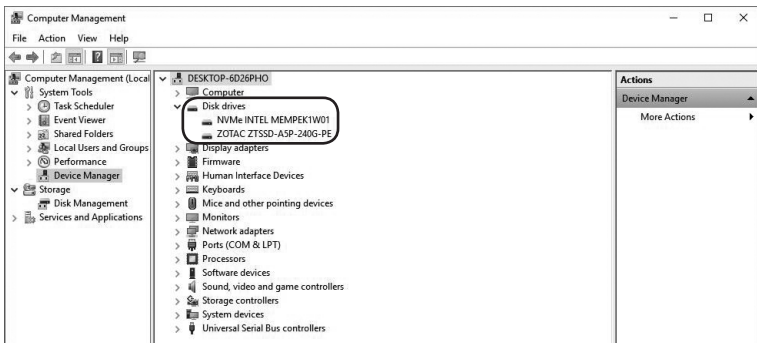 Computer Management
File Action View Help
Computer Management (Local
System Tools
Task Scheduler
Event Viewer
Shared Folders
Local Users and Groups
Performance
Device Manager
Storage
Disk Management
Services and Applications
DESKTOP-6D26PHO
Computer
Disk drives
NVMe INTEL MEMPEK1W01
ZOTAC ZTSSD-A5P-240G-PE
Display adapters
Firmware
Human Interface Devices
Keyboards
Mice and other pointing devices
Monitors
Network adapters
Ports (COM & LPT)
Processors
Software devices
Sound, video and game controllers
Storage controllers
System devices
Universal Serial Bus controllers
Actions
Device Manager
More Actions